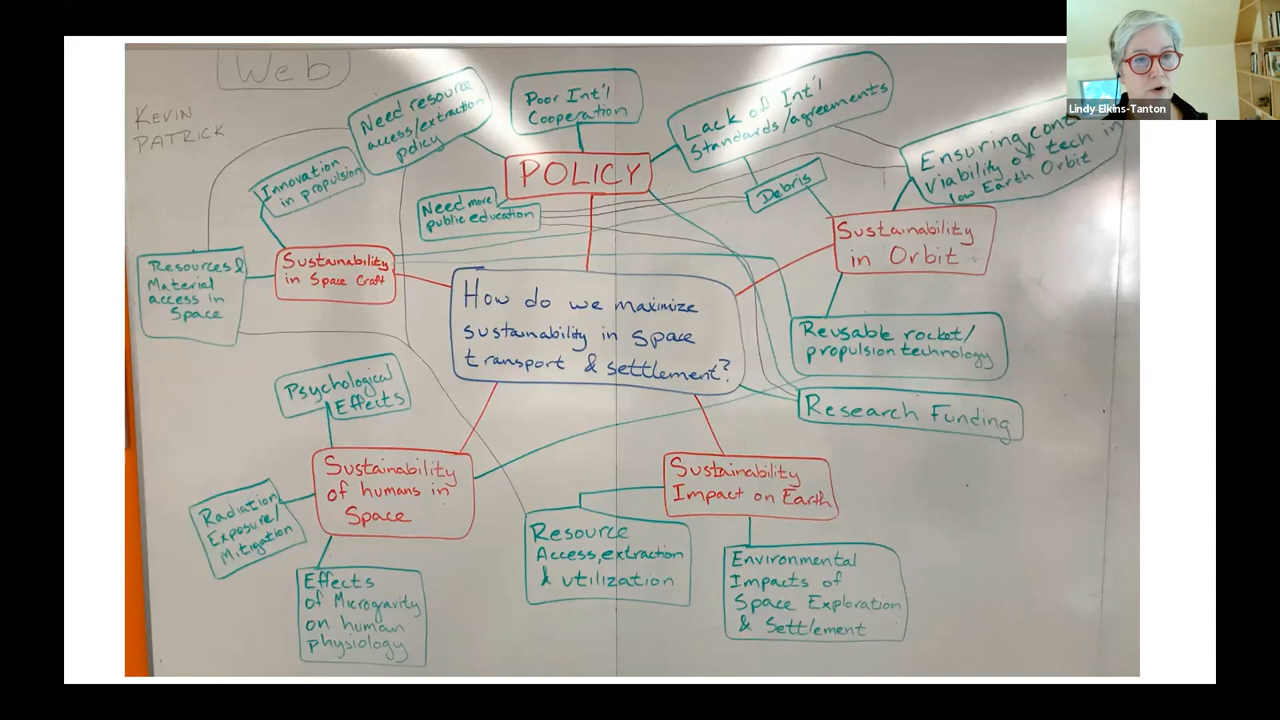 Web
KEVIN
PATRICK
Need resource
access/extraction
policy
Poor Int'l
Cooperation
Lack of Int'l
Standards/agreements
Lindy Elkins-Tanton
Ensuring
Viability of tech in
low Earth Orbit
Innovation
in propulsion
POLICY
Debris
Need more
public education
Sustainability
in Orbit
Resources &
Material
access in
Space
Sustainability
in Space Craft
How do we maximize
sustainability in space
transport & settlement?
Reusable rocket/
propulsion technology
Psychological
Effects
Research Funding
Sustainability
of humans in
Space
Sustainability
Impact on Earth
Radiation
Exposure/
Mitigation
Resource
Access, extraction
& utilization
Environmental
Impacts of
Space Exploration
& Settlement
Effects
of Microgravity
on human
physiology